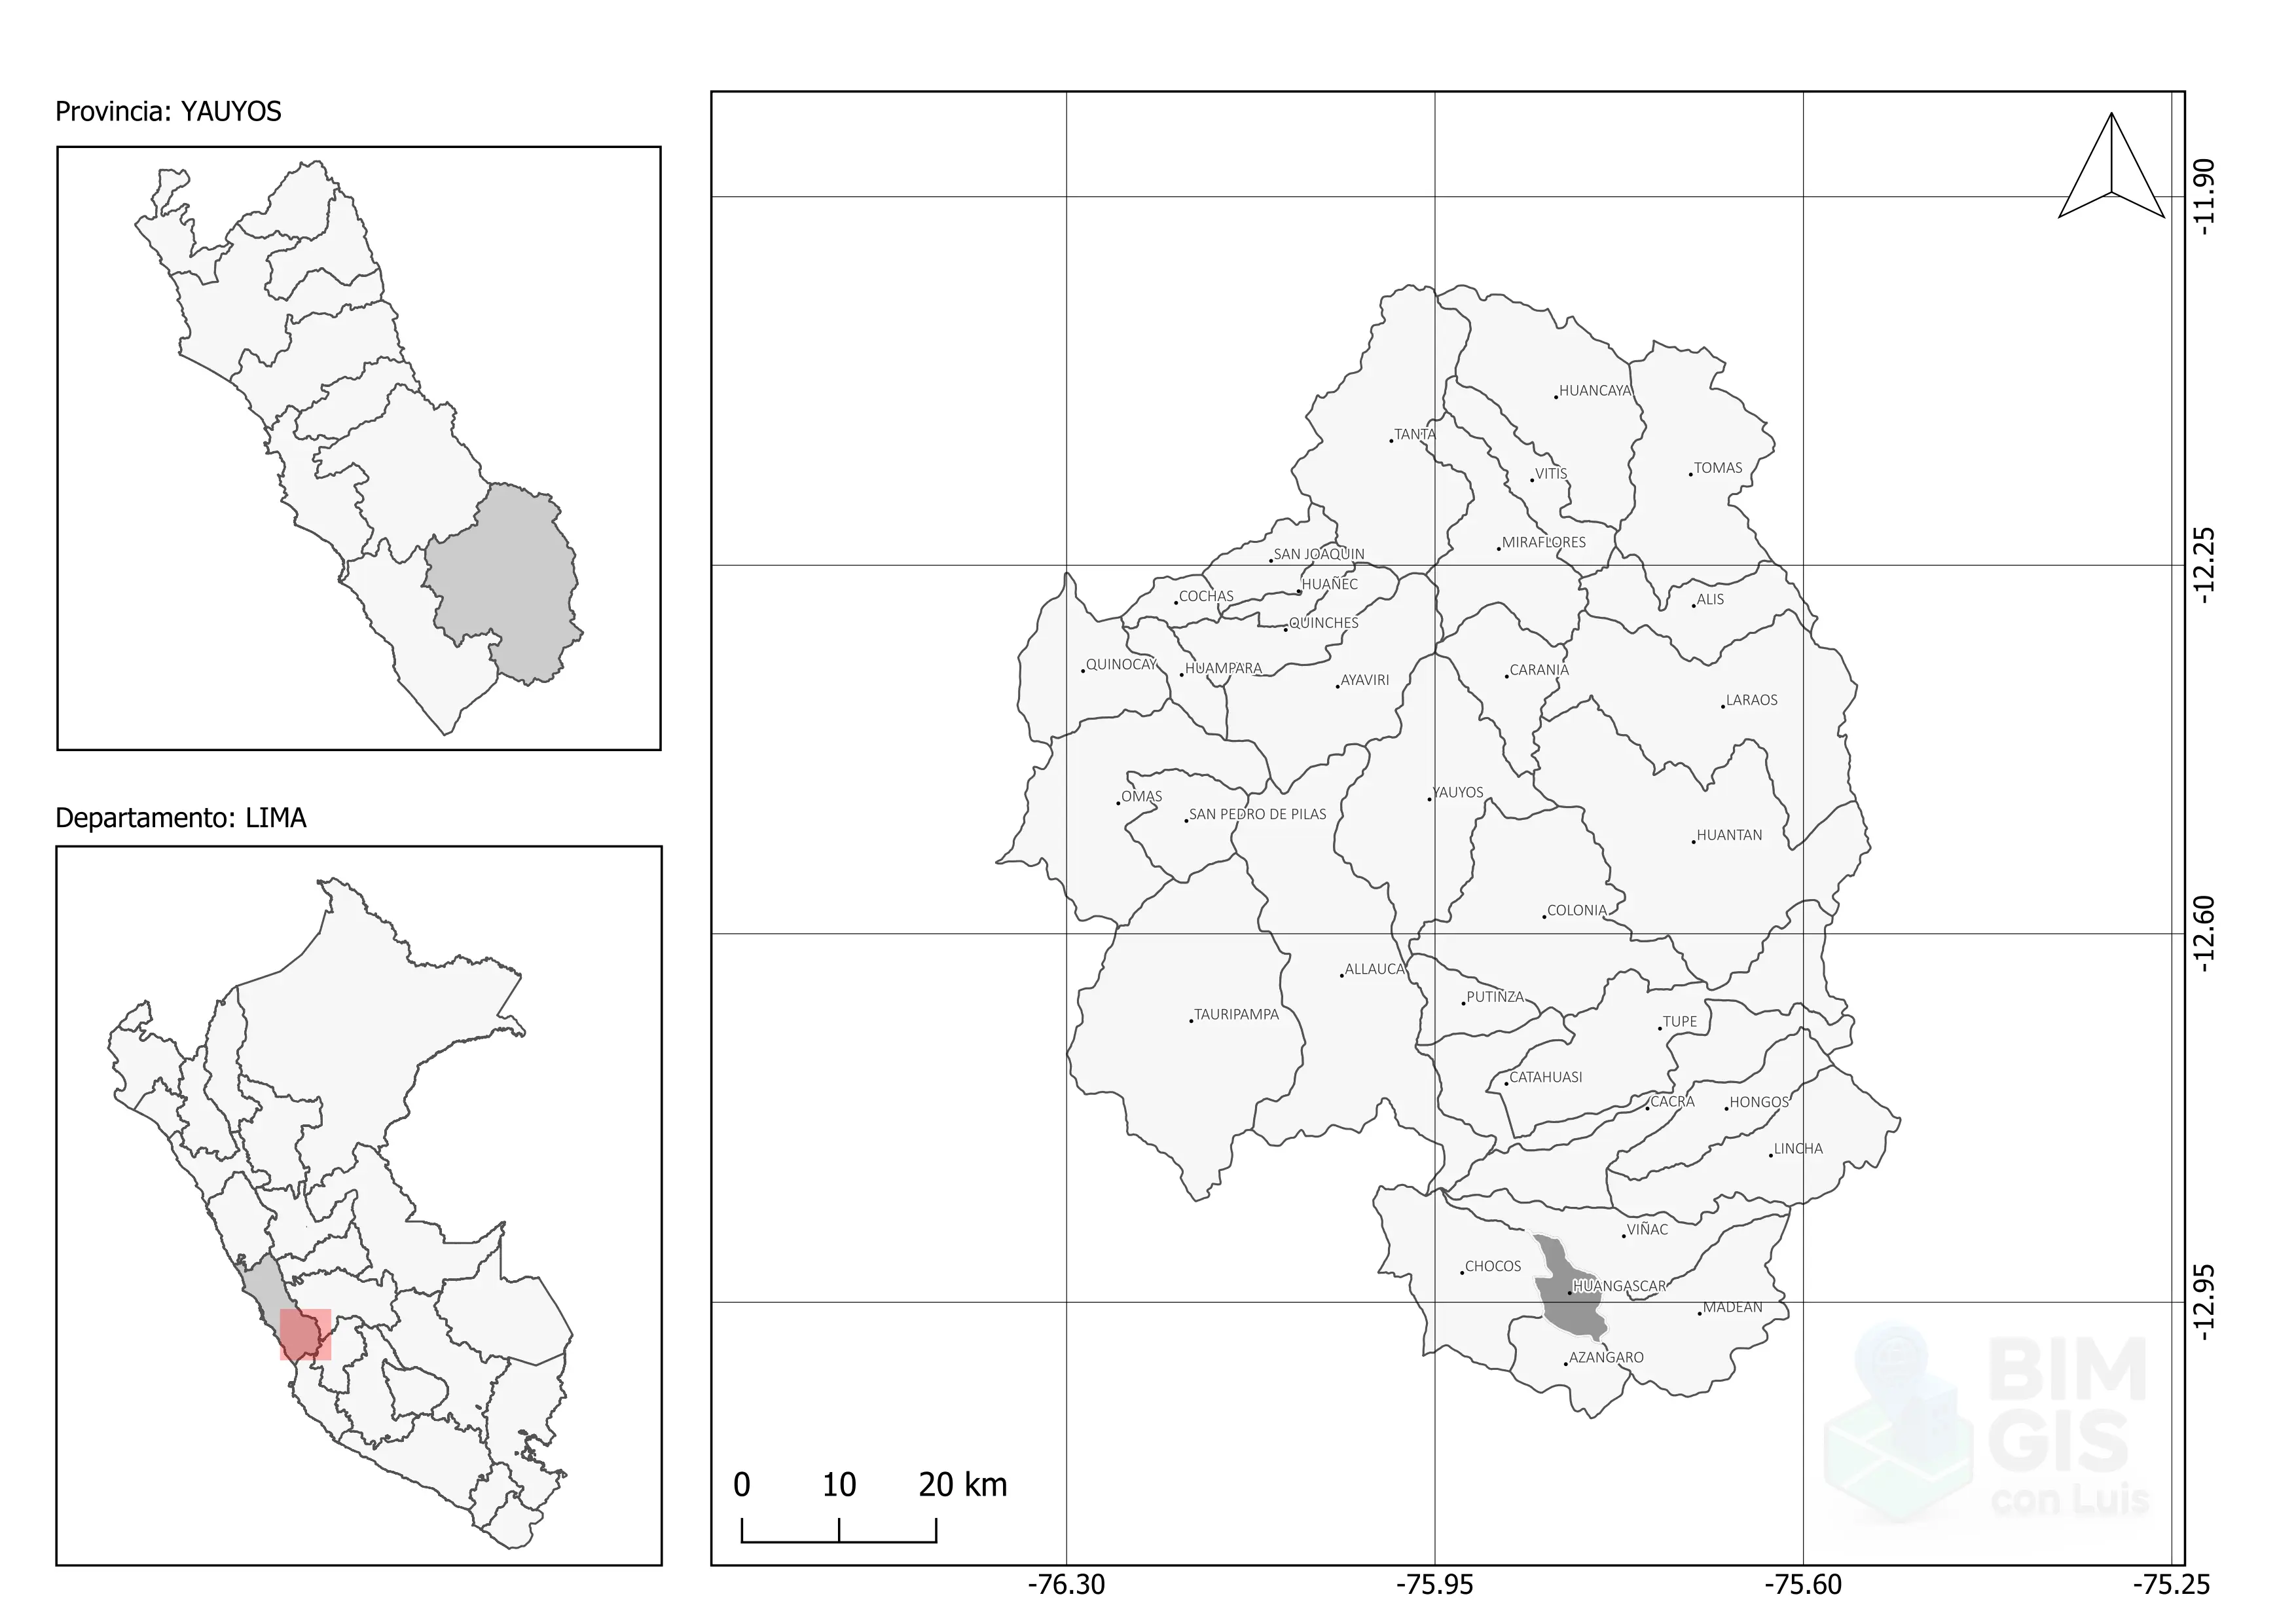 Provincia: YAUYOS
Departamento: LIMA
HUANCAYA
TANTA
TOMAS
VITIS
MIRAFLORES
SAN JOAQUIN
HUAÑEC
COCHAS
ALIS
QUINCHES
QUINOCAY
HUAMPARA
CARANIA
AYAVIRI
LARAOS
YAUYOS
OMAS
SAN PEDRO DE PILAS
HUANTAN
COLONIA
ALLAUCA
PUTINZA
TAURIPAMPA
TUPE
CATAHUASI
CACRA
HONGOS
LINCHA
VIÑAC
CHOCOS
HUANGASCAR
MADEAN
AZANGARO
BIM
GIS
con Luis
0 10 20 km
-76.30 -75.95 -75.60 -75.25
-11.90
-12.25
-12.60
-12.95